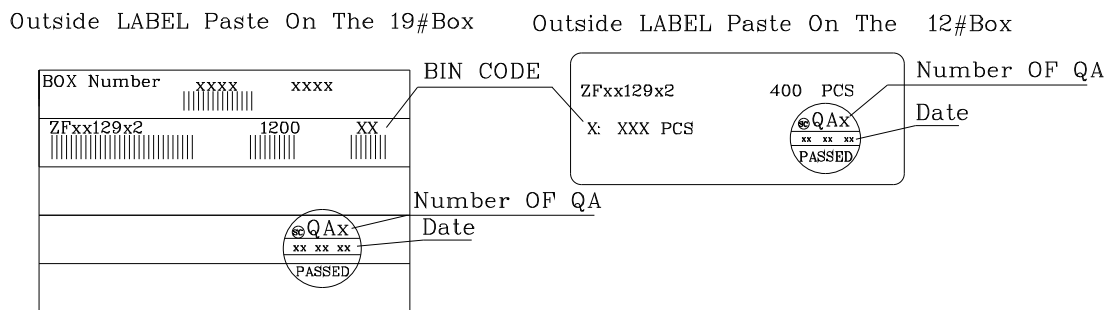 Outside LABEL Paste On The 19#Box
Outside LABEL Paste On The 12#Box
BOX Number xxxx xxxx
ZFxx129x2 1200 XX
BIN CODE
Number OF QA
Date
SC QAx
xx xx xx
PASSED
ZFxx129x2 400 PCS
X: XXX PCS
SC QAx
xx xx xx
PASSED
Number OF QA
Date